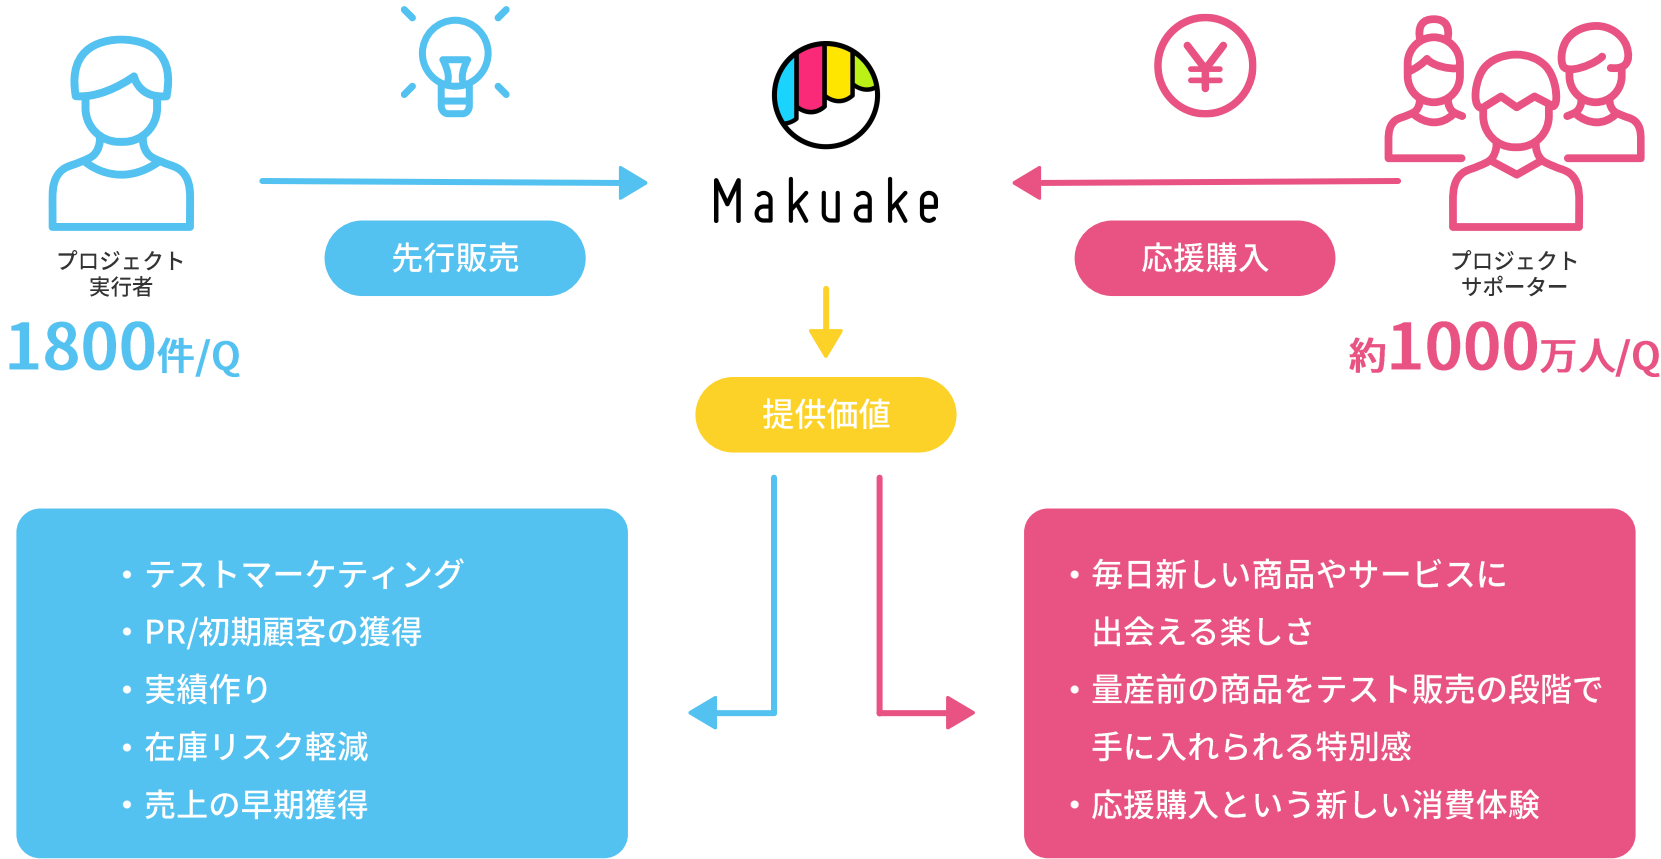 ¥
Makuake
先行販売
応援購入
プロジェクト
実行者
1800件/Q
プロジェクト
サポーター
約1000万人/Q
提供価値
・テストマーケティング
・PR/初期顧客の獲得
・実績作り
・在庫リスク軽減
・売上の早期獲得
・毎日新しい商品やサービスに
出会える楽しさ
・量産前の商品をテスト販売の段階で
手に入れられる特別感
・応援購入という新しい消費体験